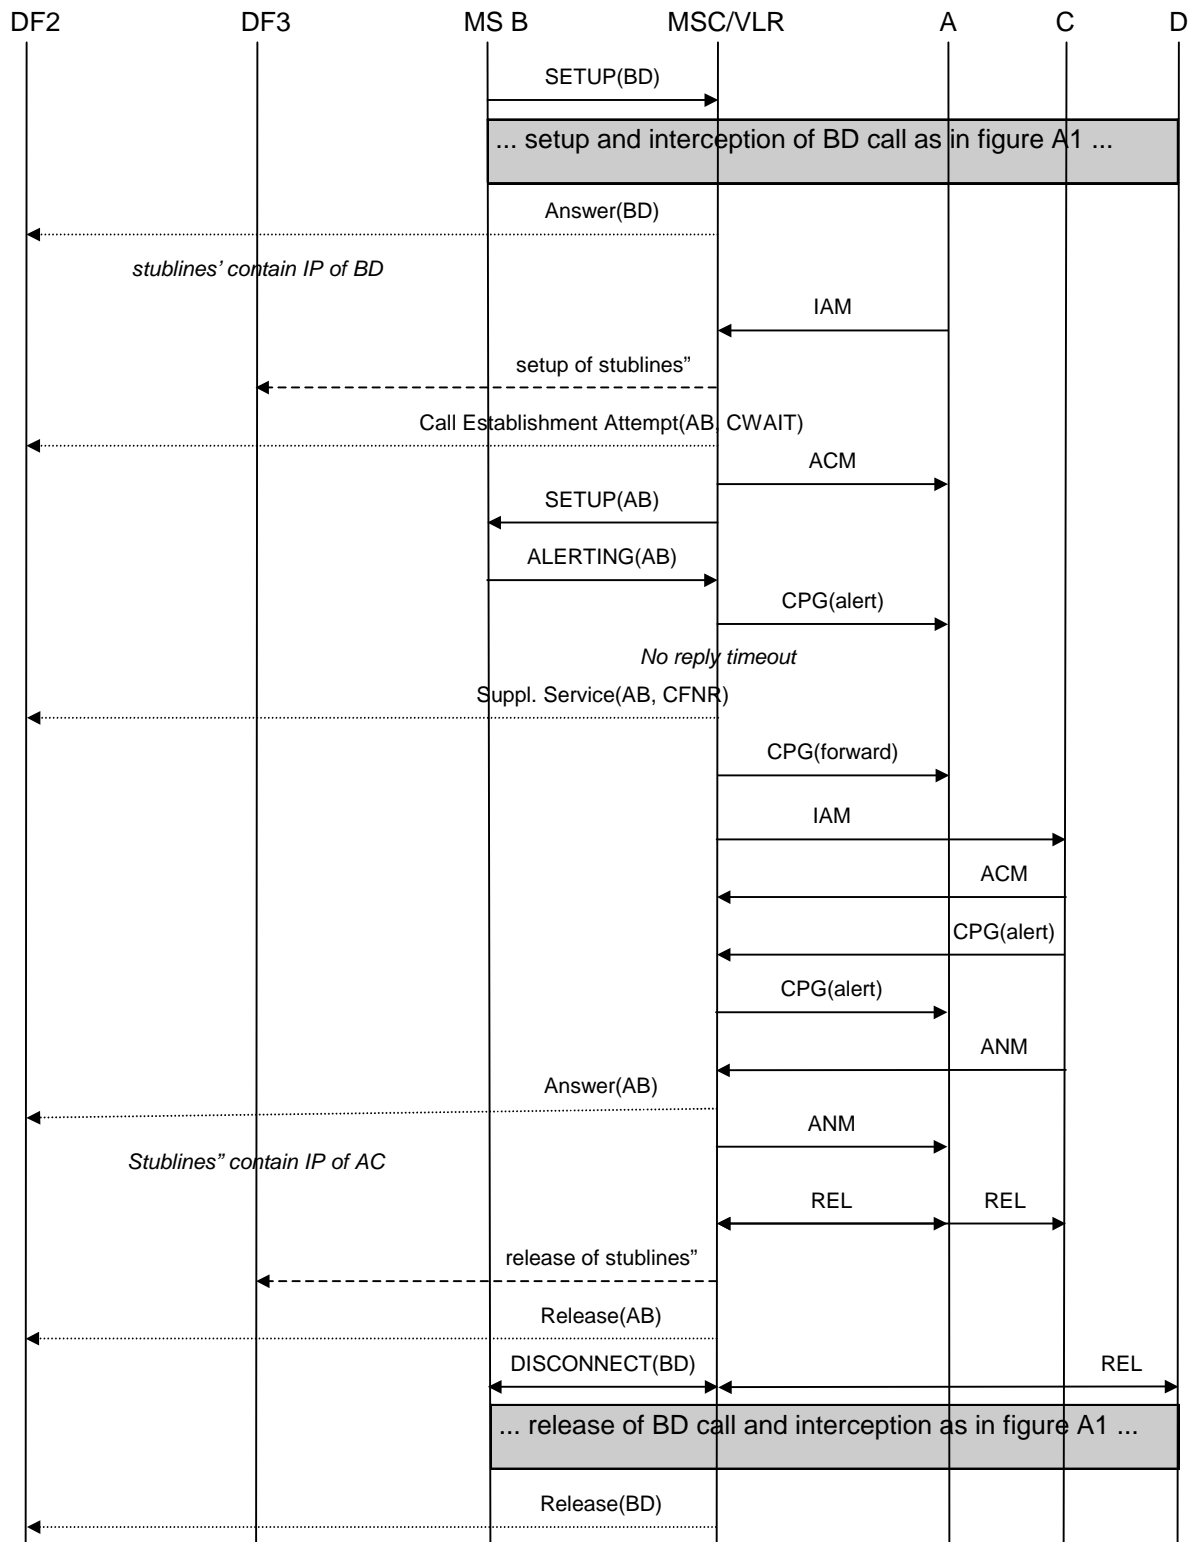 DF2 DF3 MS B MSC/VLR A C D
SETUP(BD)
... setup and interception of BD call as in figure A1 ...
Answer(BD)
stublines’ contain IP of BD
IAM
setup of stublines”
Call Establishment Attempt(AB, CWAIT)
ACM
SETUP(AB)
ALERTING(AB)
CPG(alert)
No reply timeout
Suppl. Service(AB, CFNR)
CPG(forward)
IAM
ACM
CPG(alert)
CPG(alert)
ANM
Answer(AB)
ANM
Stublines” contain IP of AC
REL REL
release of stublines”
Release(AB)
DISCONNECT(BD) REL
... release of BD call and interception as in figure A1 ...
Release(BD)